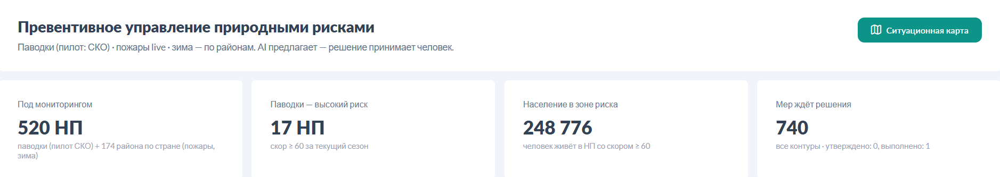 Превентивное управление природными рисками
Ситуационная карта
Паводки (пилот: СКО) · пожары live · зима — по районам. AI предлагает — решение принимает человек.
Под мониторингом
520 НП
паводки (пилот СКО) + 174 района по стране (пожары,
зима)
Паводки — высокий риск
17 НП
скор ≥ 60 за текущий сезон
Население в зоне риска
248 776
человек живёт в НП со скором ≥ 60
Мер ждёт решения
740
все контуры · утверждено: 0, выполнено: 1